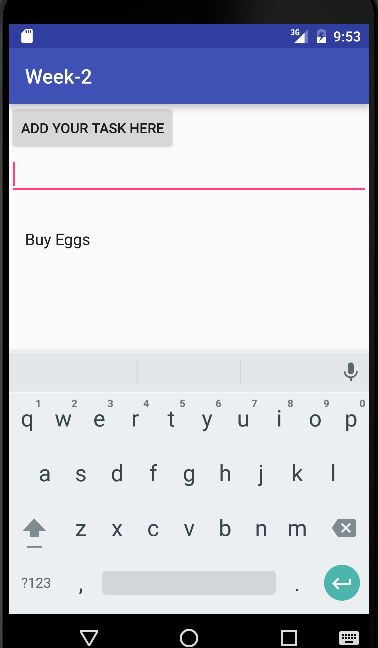 3G 9:53
Week-2
ADD YOUR TASK HERE
Buy Eggs
1 2 3 4 5 6 7 8 9 0
q w e r t y u i o p
a s d f g h j k l
z x c v b n m
?123 , .